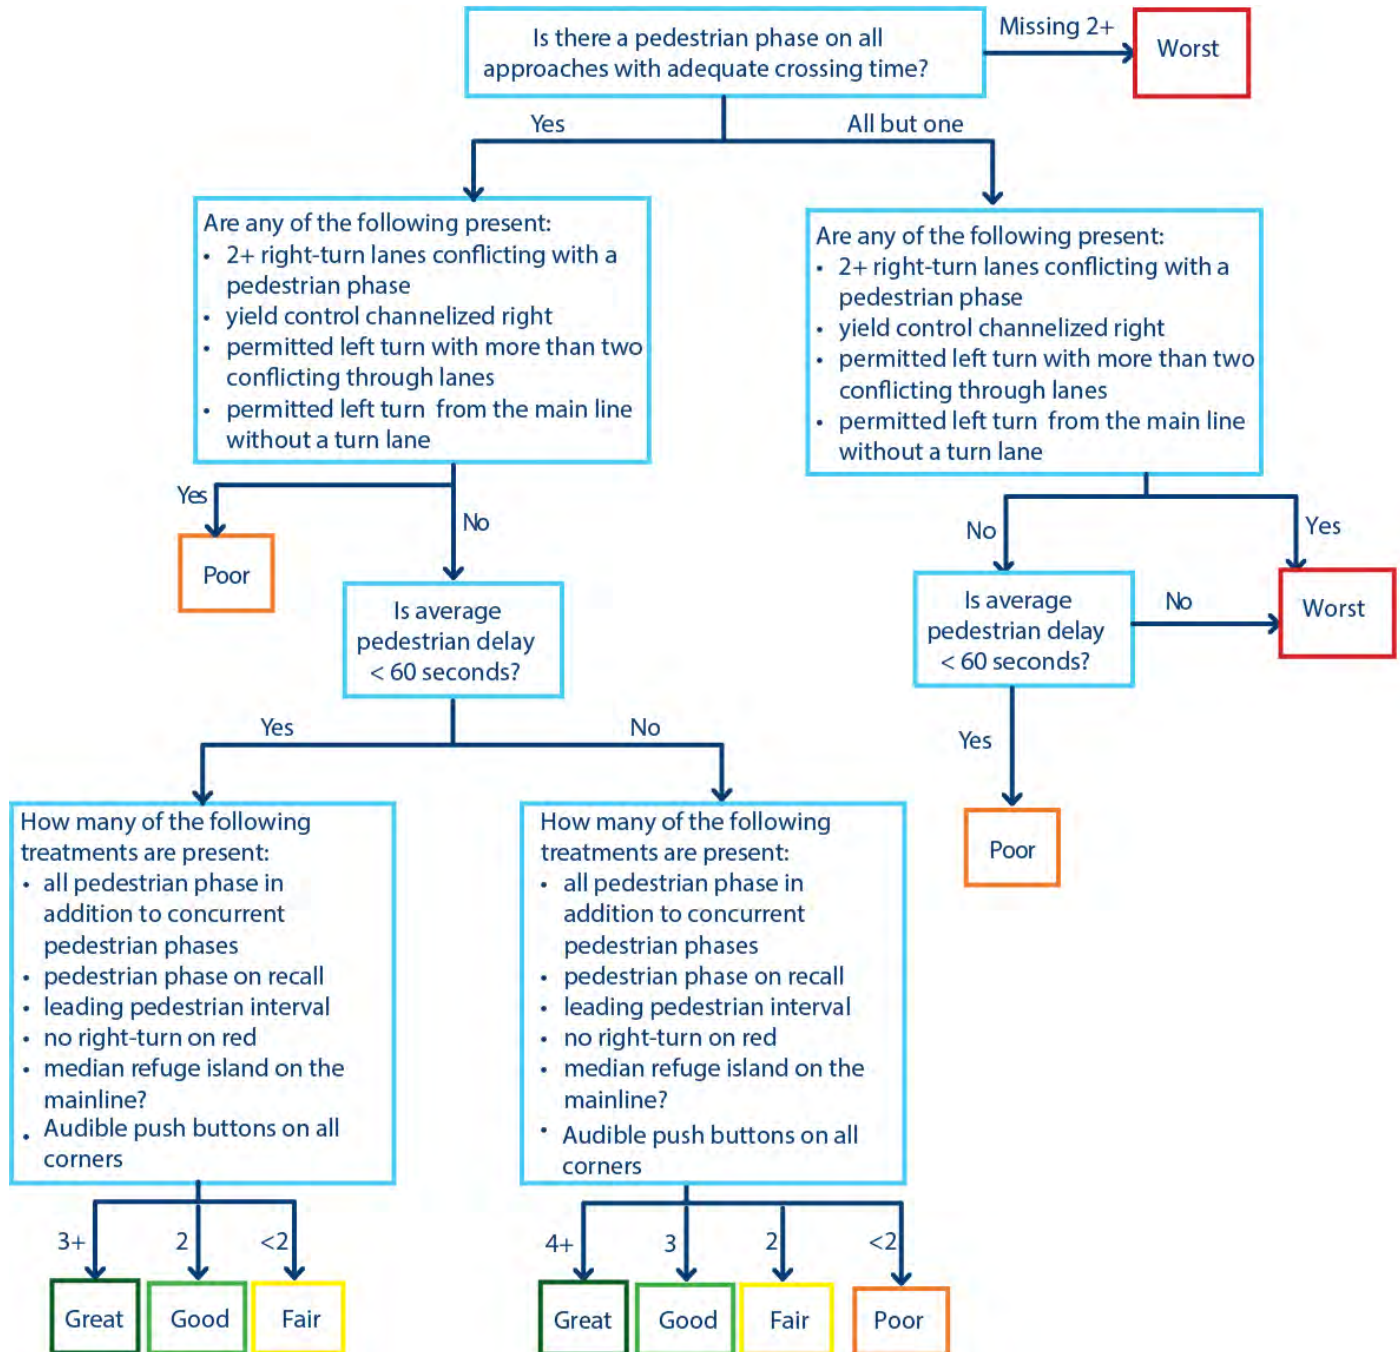 Is there a pedestrian phase on all
approaches with adequate crossing time?
Missing 2+
Worst
Yes
All but one
Are any of the following present:
• 2+ right-turn lanes conflicting with a
pedestrian phase
• yield control channelized right
• permitted left turn with more than two
conflicting through lanes
• permitted left turn from the main line
without a turn lane
Are any of the following present:
• 2+ right-turn lanes conflicting with a
pedestrian phase
• yield control channelized right
• permitted left turn with more than two
conflicting through lanes
• permitted left turn from the main line
without a turn lane
Yes
No
Poor
No
Yes
Is average
pedestrian delay
< 60 seconds?
Is average
pedestrian delay
< 60 seconds?
No
Worst
Yes
No
Yes
Poor
How many of the following
treatments are present:
• all pedestrian phase in
addition to concurrent
pedestrian phases
• pedestrian phase on recall
• leading pedestrian interval
• no right-turn on red
• median refuge island on the
mainline?
• Audible push buttons on all
corners
How many of the following
treatments are present:
• all pedestrian phase in
addition to concurrent
pedestrian phases
• pedestrian phase on recall
• leading pedestrian interval
• no right-turn on red
• median refuge island on the
mainline?
• Audible push buttons on all
corners
3+
2
<2
4+
3
2
<2
Great
Good
Fair
Great
Good
Fair
Poor